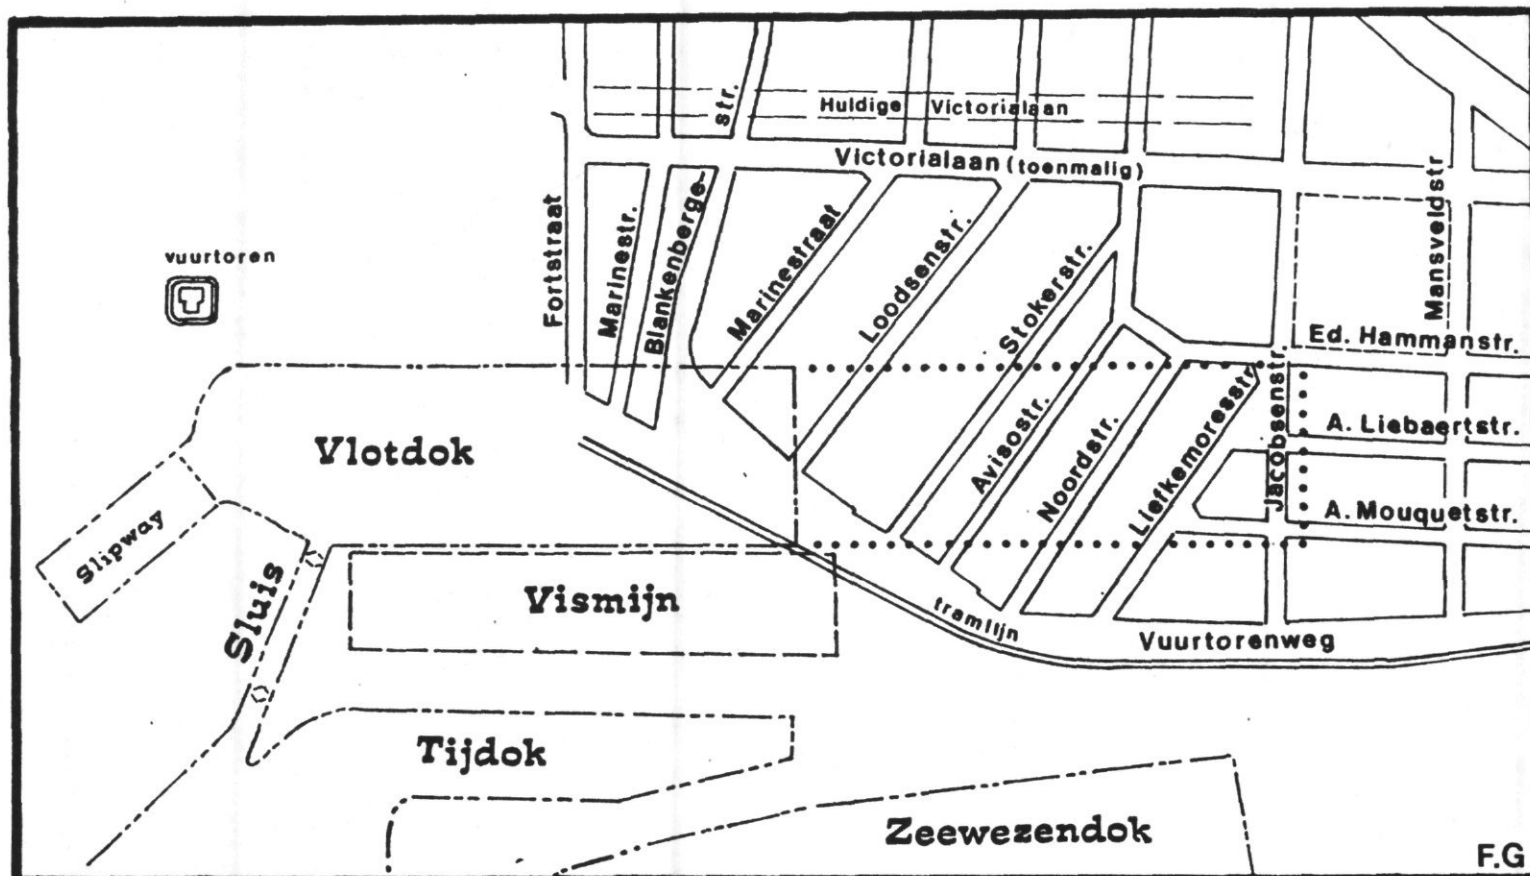 Huldige Victorialaan
Victorialaan (toenmalig)
vuurtoren
Fortstraat
Marinestr.
Blankenberge-
str.
Marinestraat
Loodsenstr.
Stokerstr.
Avisostr.
Noordstr.
Liefkemoresstr
Jacobsenstr.
Mansveldstr
Ed. Hammanstr.
A. Liebaertstr.
A. Mouquetstr.
Vlotdok
Slipway
Sluis
Vismijn
tramlijn
Vuurtorenweg
Tijdok
Zeewezendok
F.G